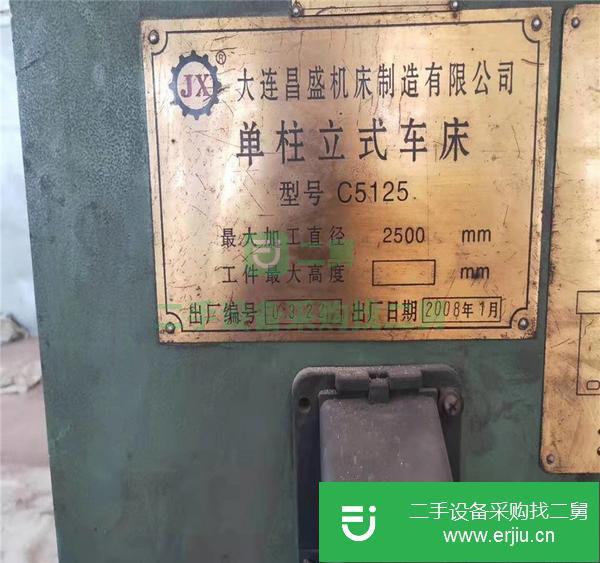 JX ® 大连昌盛机床制造有限公司
单柱立式车床
型号 C5125
最大加工直径 2500 mm
工件最大高度 mm
出厂编号 出厂日期 2008年1月
二手设备采购找二舅
erjiu.cn